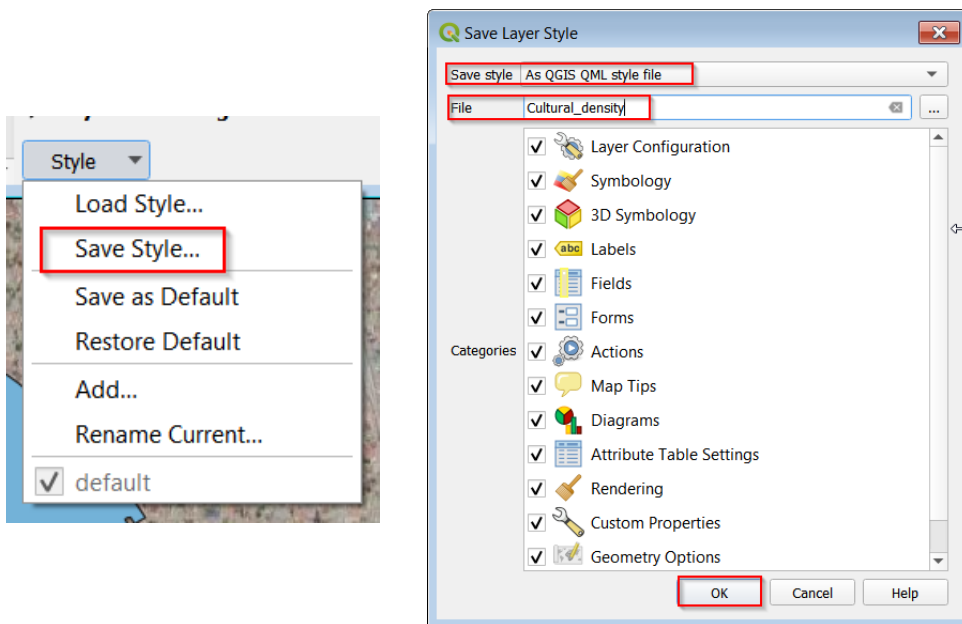 Style
Load Style...
Save Style...
Save as Default
Restore Default
Add...
Rename Current...
default
Save Layer Style
Save style As QGIS QML style file
File Cultural_density
...
Categories
Layer Configuration
Symbology
3D Symbology
abc Labels
Fields
Forms
Actions
Map Tips
Diagrams
Attribute Table Settings
Rendering
Custom Properties
Geometry Options
OK Cancel Help